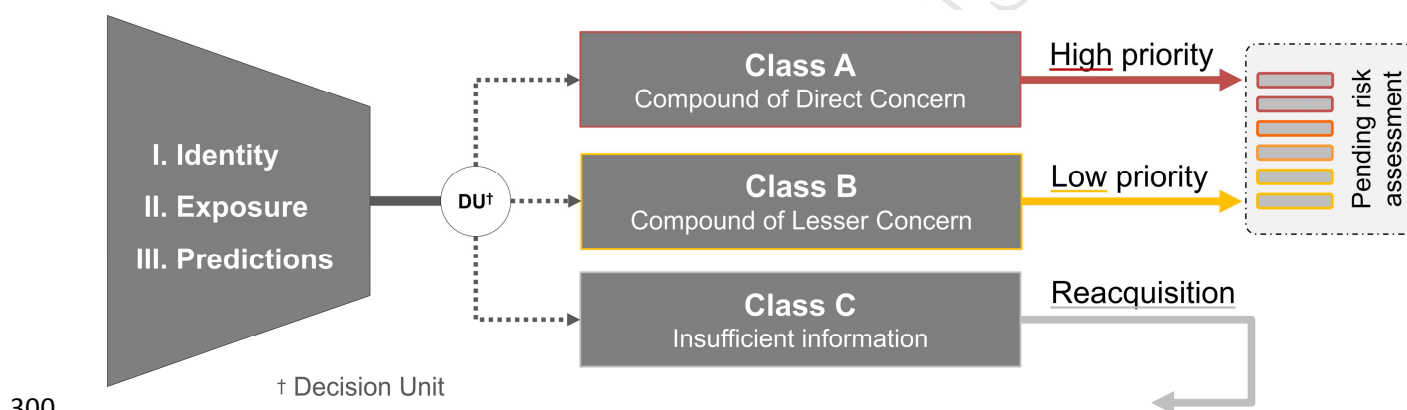 I. Identity
II. Exposure
III. Predictions
DU†
Class A
Compound of Direct Concern
High priority
Class B
Compound of Lesser Concern
Low priority
Class C
Insufficient information
Reacquisition
Pending risk
assessment
† Decision Unit
300